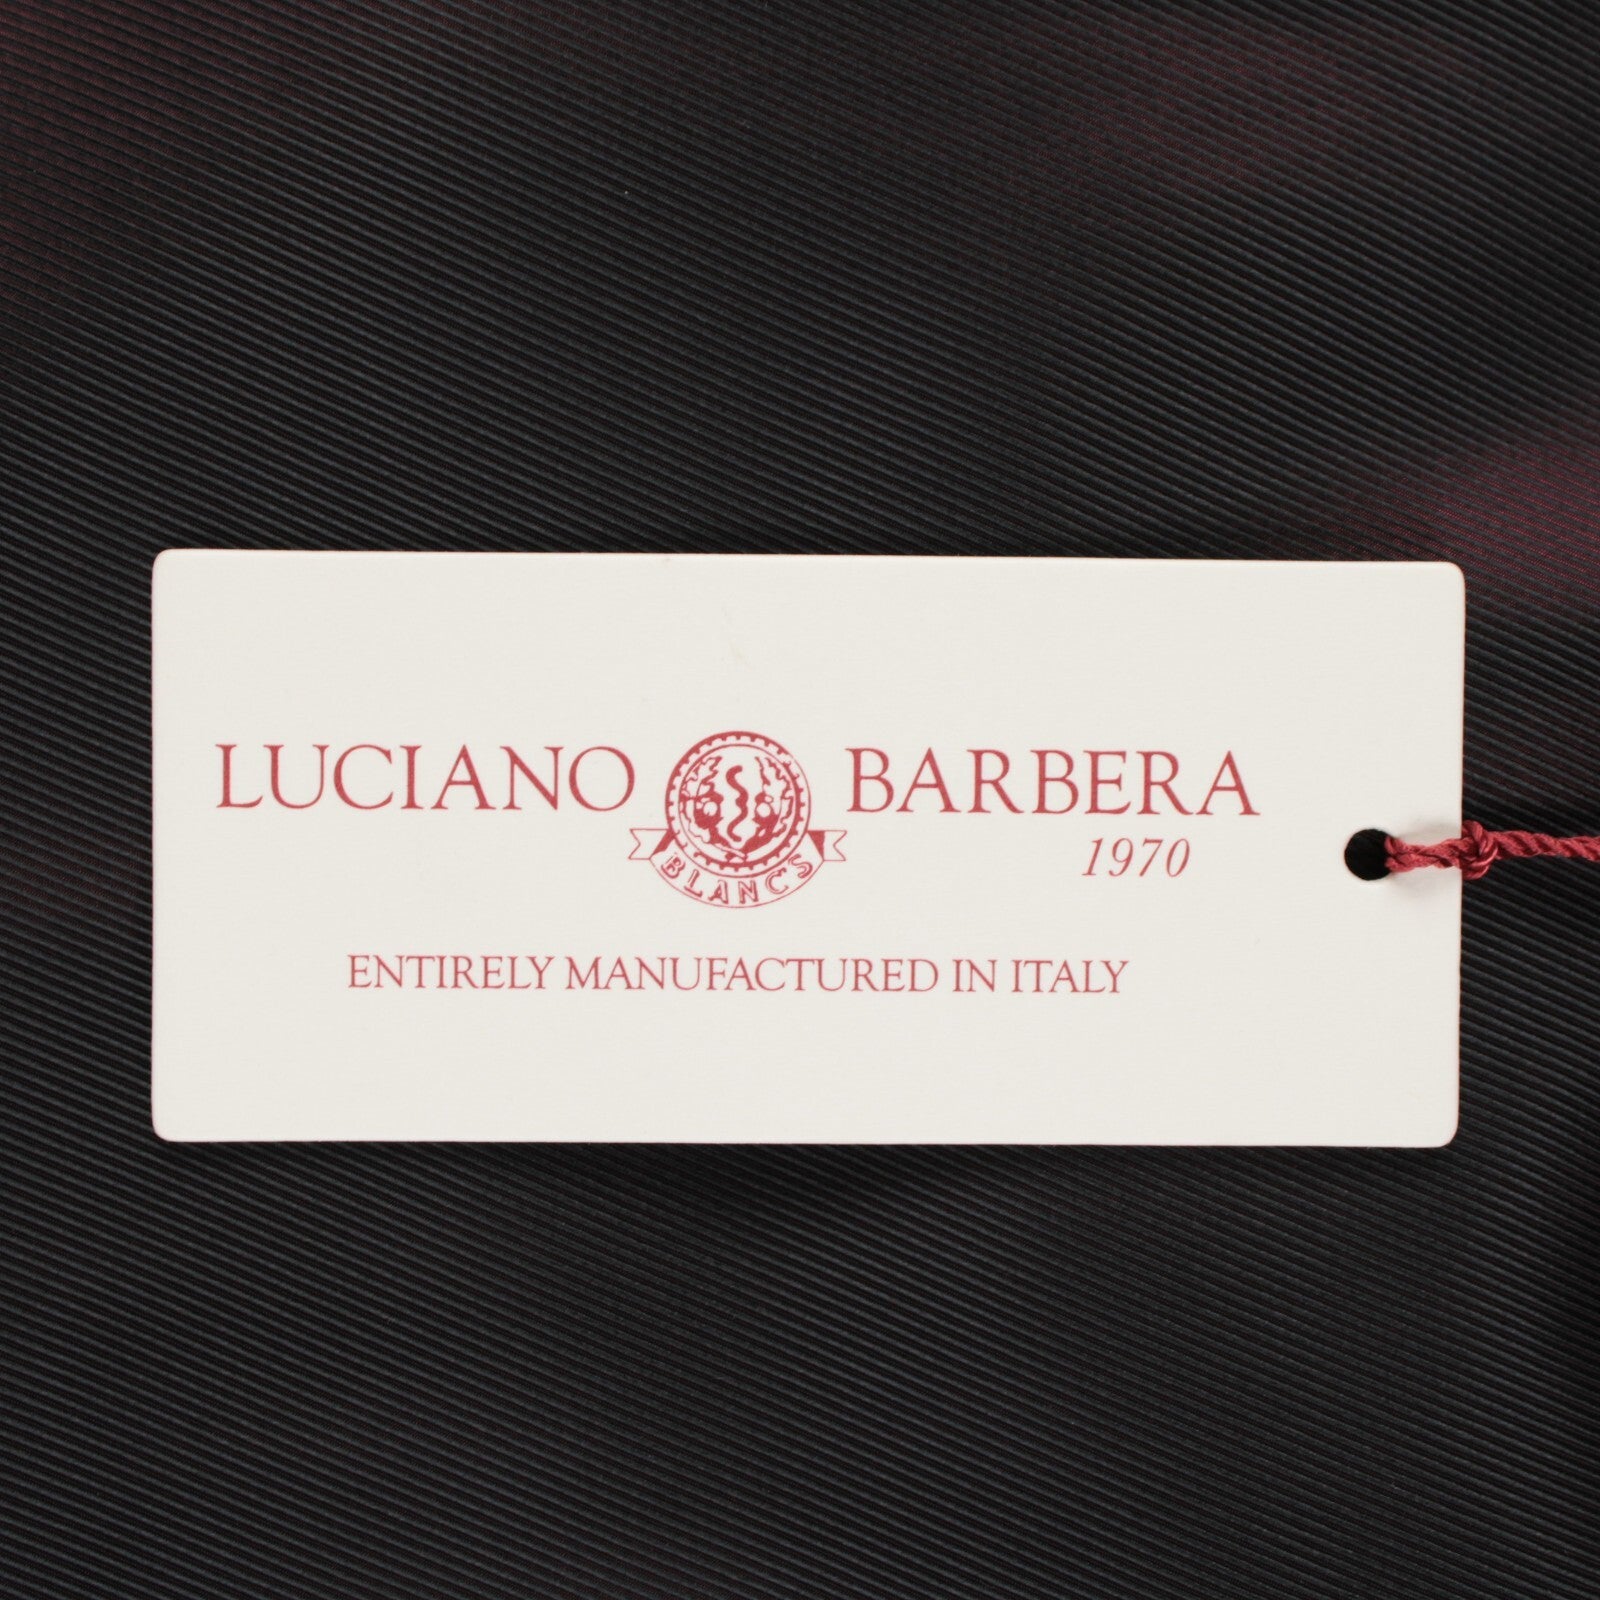 LUCIANO BARBERA
1970
BLANCS
ENTIRELY MANUFACTURED IN ITALY